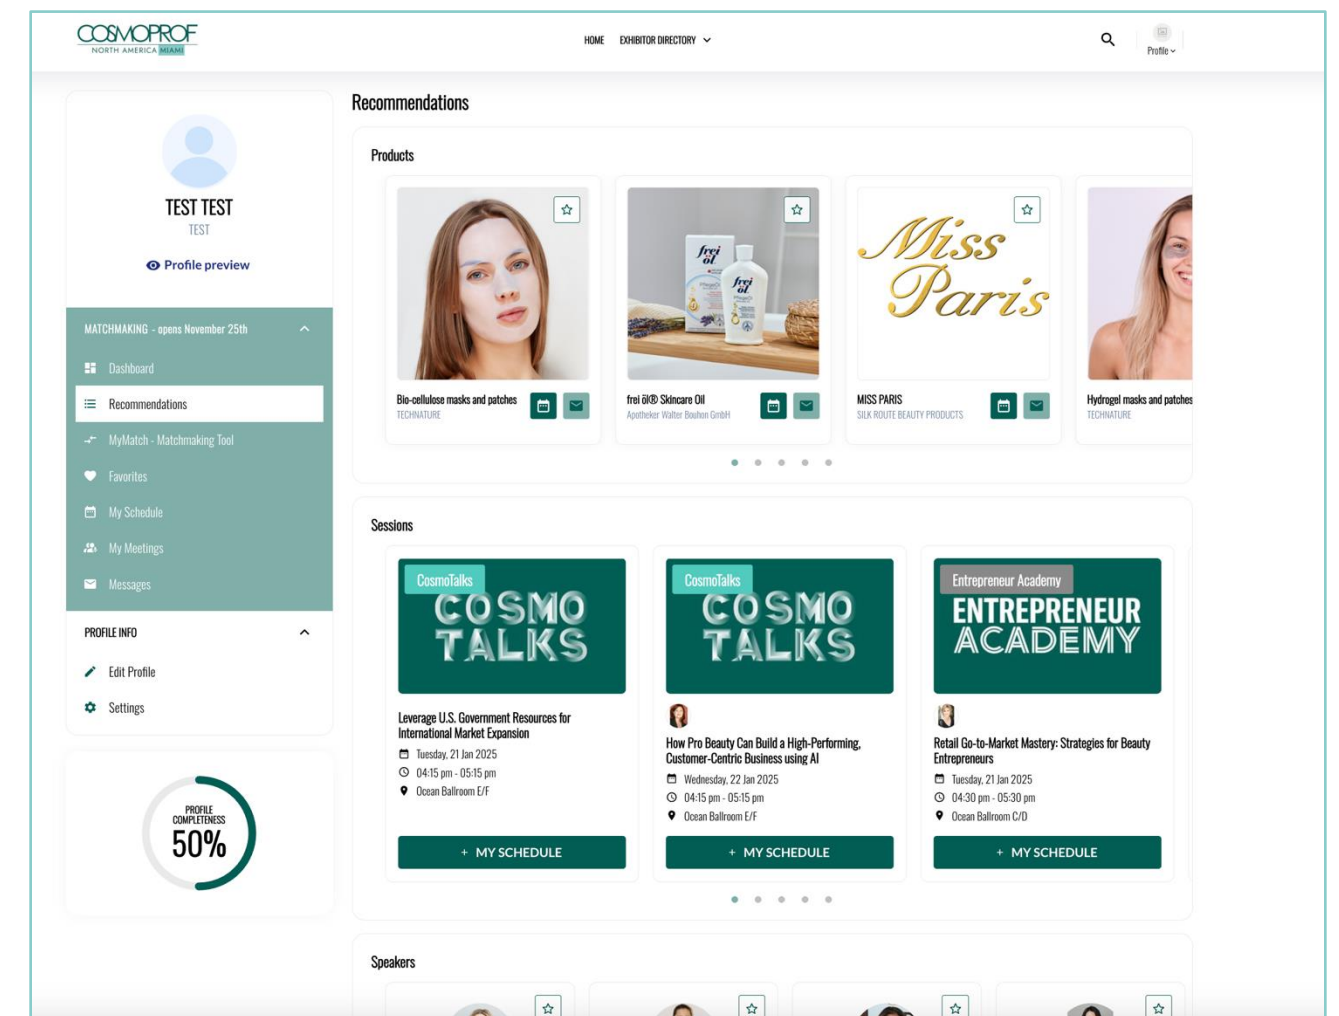 COSMOPROF
NORTH AMERICA MIAMI
HOME
EXHIBITOR DIRECTORY
Profile
TEST TEST
TEST
Profile preview
MATCHMAKING - opens November 25th
Dashboard
Recommendations
MyMatch - Matchmaking Tool
Favorites
My Schedule
My Meetings
Messages
PROFILE INFO
Edit Profile
Settings
PROFILE
COMPLETENESS
50%
Recommendations
Products
Bio-cellulose masks and patches
TECHNATURE
frei
öl
frei
öl
frei öl® Skincare Oil
Apotheker Walter Bouhon GmbH
Miss
Paris
MISS PARIS
SILK ROUTE BEAUTY PRODUCTS
Hydrogel masks and patches
TECHNATURE
Sessions
CosmoTalks
COSMO
TALKS
Leverage U.S. Government Resources for
International Market Expansion
Tuesday, 21 Jan 2025
04:15 pm - 05:15 pm
Ocean Ballroom E/F
+ MY SCHEDULE
CosmoTalks
COSMO
TALKS
How Pro Beauty Can Build a High-Performing,
Customer-Centric Business using AI
Wednesday, 22 Jan 2025
04:15 pm - 05:15 pm
Ocean Ballroom E/F
+ MY SCHEDULE
Entrepreneur Academy
ENTREPRENEUR
ACADEMY
Retail Go-to-Market Mastery: Strategies for Beauty
Entrepreneurs
Tuesday, 21 Jan 2025
04:30 pm - 05:30 pm
Ocean Ballroom C/D
+ MY SCHEDULE
Speakers